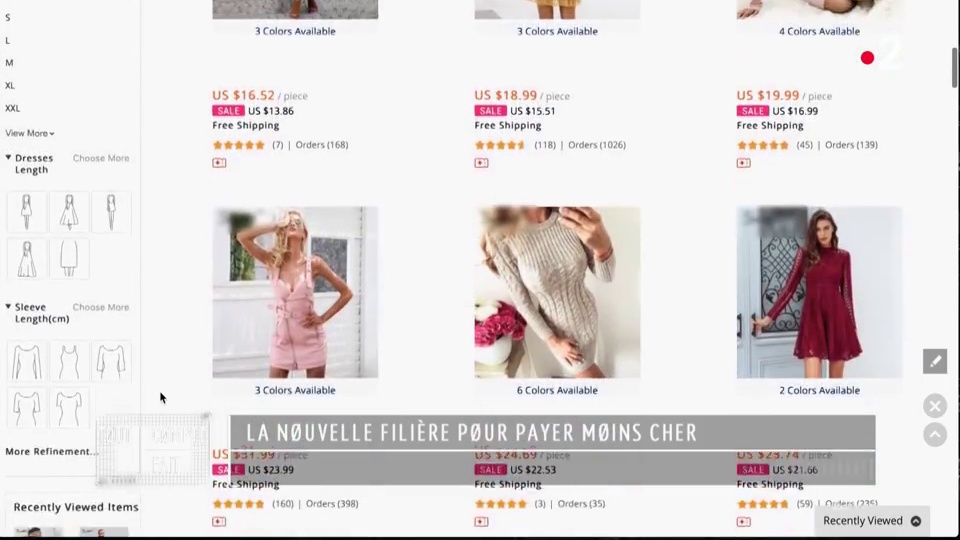 S
L
M
XL
XXL
View More
Dresses Length
Choose More
Sleeve Length(cm)
Choose More
More Refinement...
Recently Viewed Items
3 Colors Available
3 Colors Available
4 Colors Available
2
US $16.52 / piece
SALE US $13.86
Free Shipping
(7) | Orders (168)
US $18.99 / piece
SALE US $15.51
Free Shipping
(118) | Orders (1026)
US $19.99 / piece
SALE US $16.99
Free Shipping
(45) | Orders (139)
3 Colors Available
6 Colors Available
2 Colors Available
LA NØUVELLE FILIÈRE PØUR PAYER MØINS CHER
US $31.99 / piece
SALE US $23.99
Free Shipping
(160) | Orders (398)
US $24.69 / piece
SALE US $22.53
Free Shipping
(3) | Orders (35)
US $23.74 / piece
SALE US $21.66
Free Shipping
(59) | Orders (235)
Recently Viewed